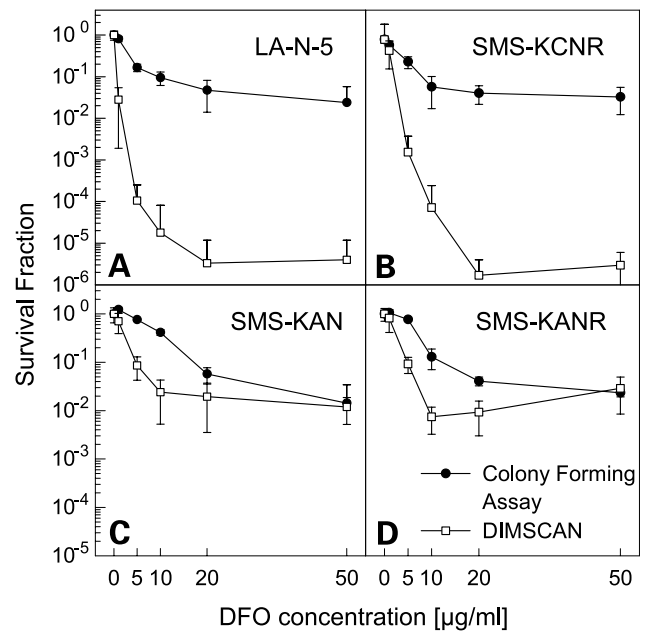 Survival Fraction
10⁰
10⁻¹
10⁻²
10⁻³
10⁻⁴
10⁻⁵
10⁻⁶
LA-N-5
A
SMS-KCNR
B
10⁰
10⁻¹
10⁻²
10⁻³
10⁻⁴
10⁻⁵
SMS-KAN
C
SMS-KANR
Colony Forming
Assay
DIMSCAN
D
0 5 10 20 50
0 5 10 20 50
DFO concentration [μg/ml]